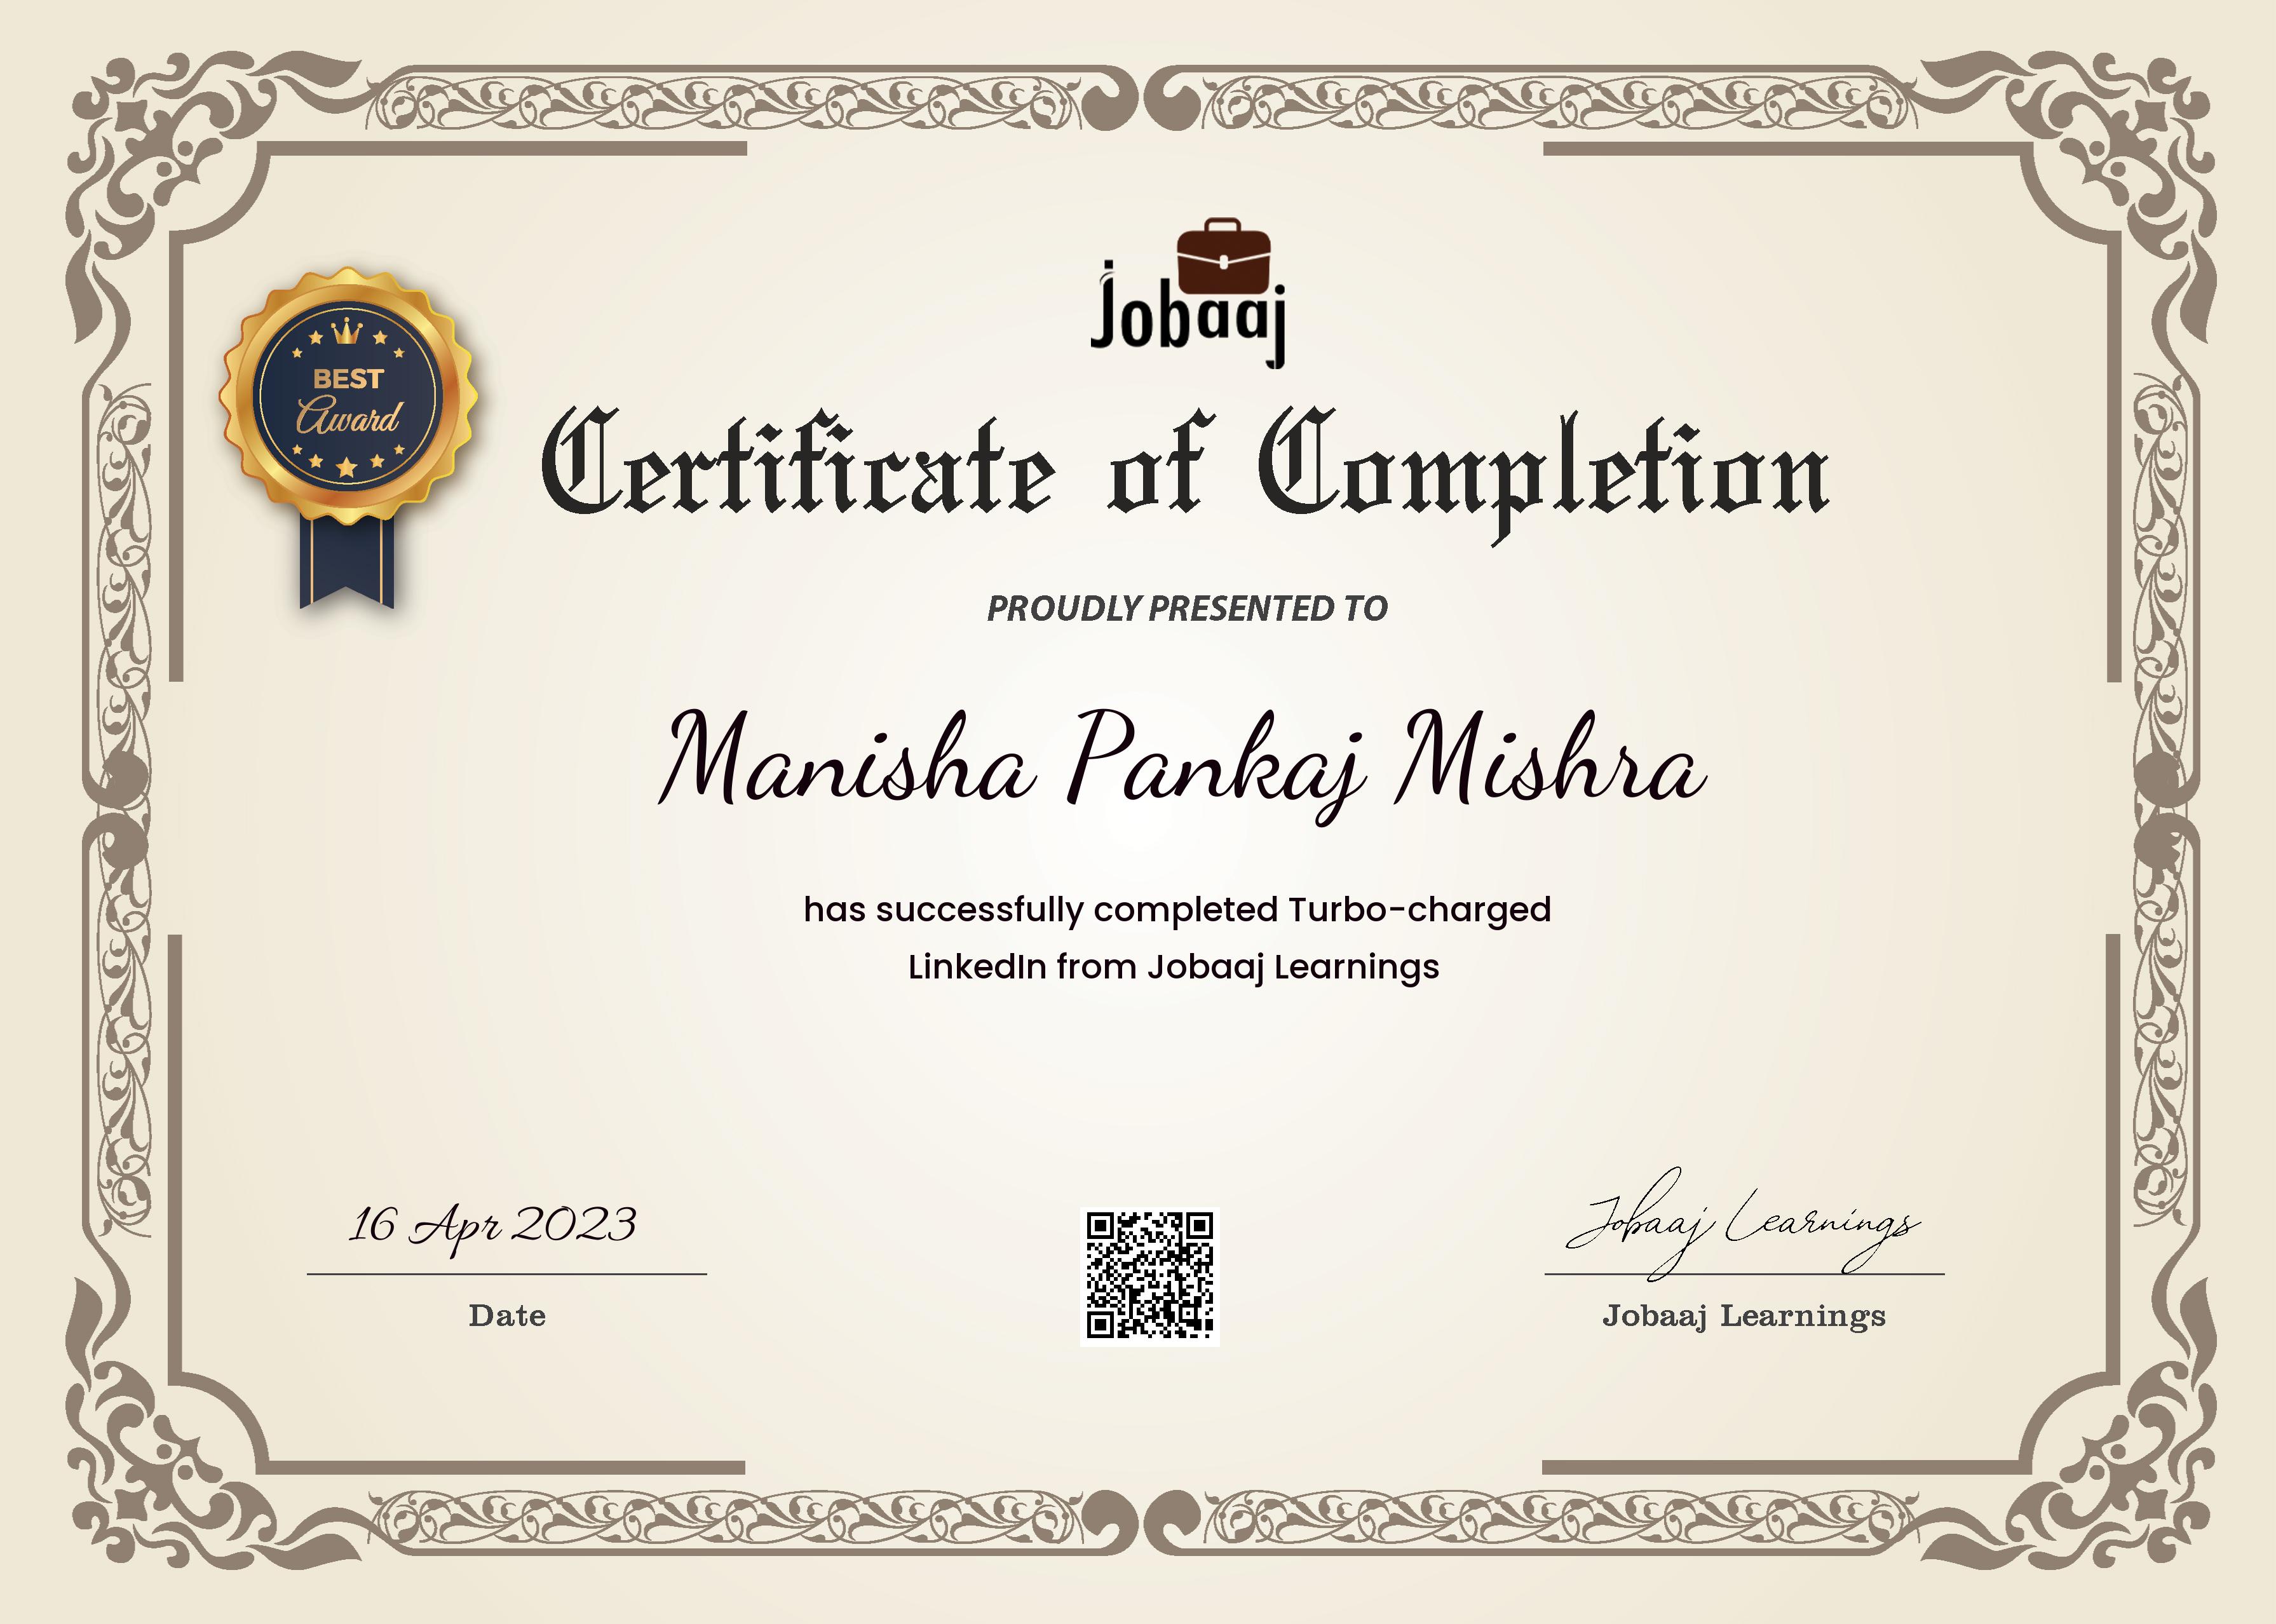 Jobaaj
BEST
Award
Certificate of Completion
PROUDLY PRESENTED TO
Manisha Pankaj Mishra
has successfully completed Turbo-charged
LinkedIn from Jobaaj Learnings
16 Apr 2023
Date
Jobaaj Learnings
Jobaaj Learnings